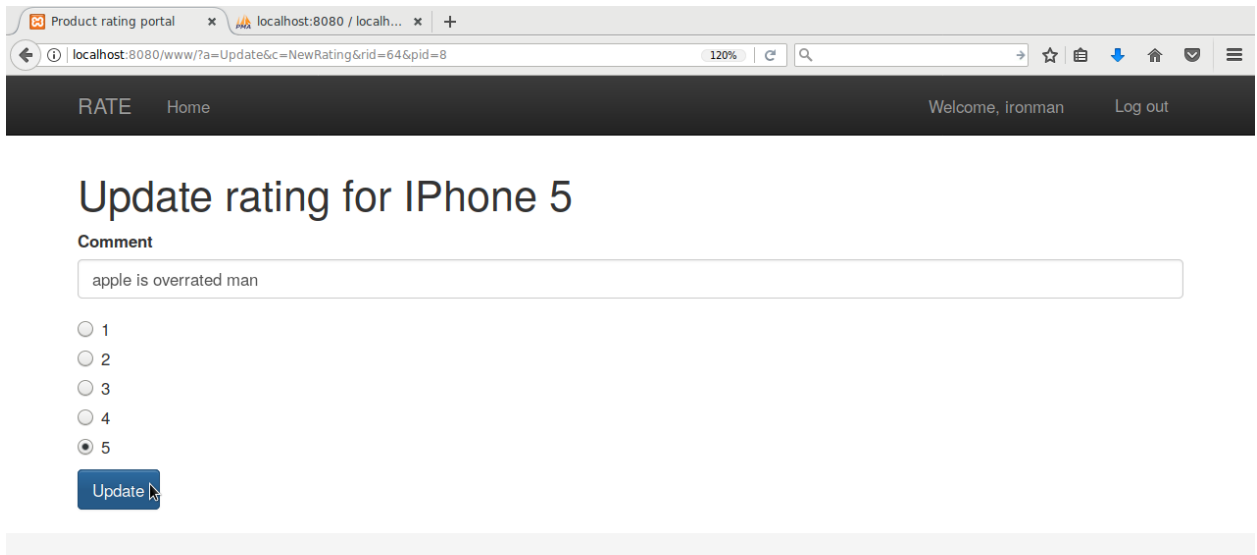 Product rating portal
localhost:8080 / localh...
localhost:8080/www/?a=Update&c=NewRating&rid=64&pid=8
120%
RATE Home Welcome, ironman Log out
Update rating for IPhone 5
Comment
apple is overrated man
1
2
3
4
5
Update